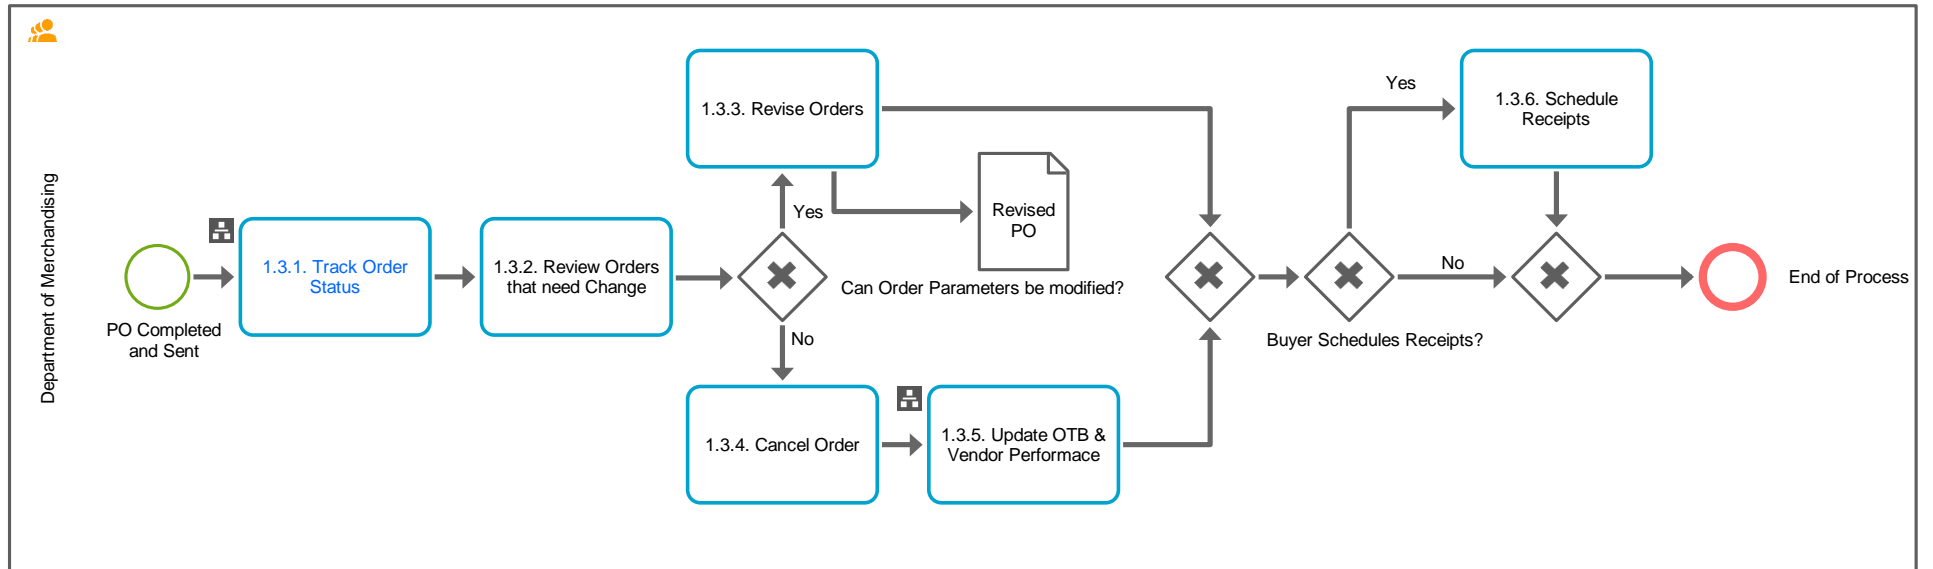 Department of Merchandising
PO Completed
and Sent
1.3.1. Track Order
Status
1.3.2. Review Orders
that need Change
Can Order Parameters be modified?
Yes
1.3.3. Revise Orders
Revised
PO
No
1.3.4. Cancel Order
1.3.5. Update OTB &
Vendor Performace
Buyer Schedules Receipts?
Yes
1.3.6. Schedule
Receipts
No
End of Process